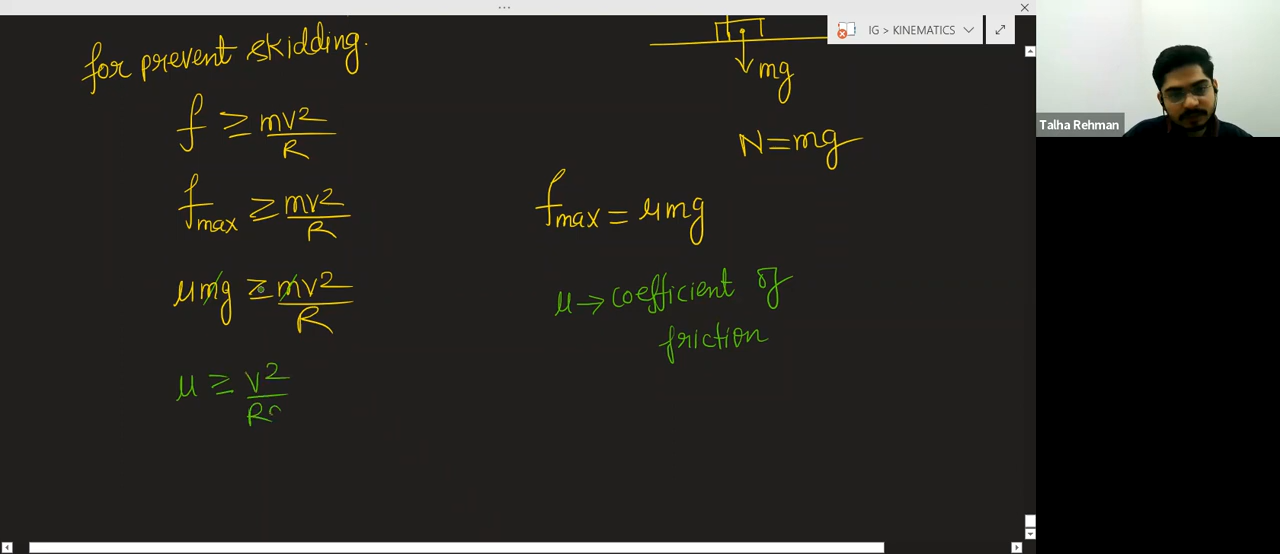 IG > KINEMATICS
Talha Rehman
for prevent skidding.
mg
f ≥ mv²/R
N=mg
fmax ≥ mv²/R
fmax = μmg
μmg ≥ mv²/R
μ → coefficient of
friction
μ ≥ v²/R